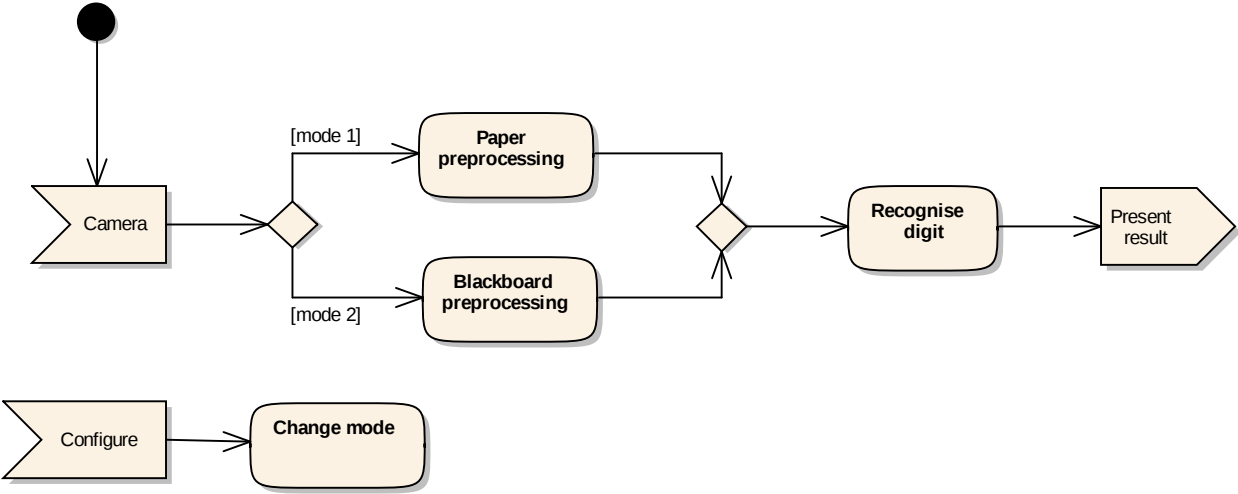 [mode 1]
Paper
preprocessing
Camera
Recognise
digit
Present
result
Blackboard
preprocessing
[mode 2]
Configure
Change mode